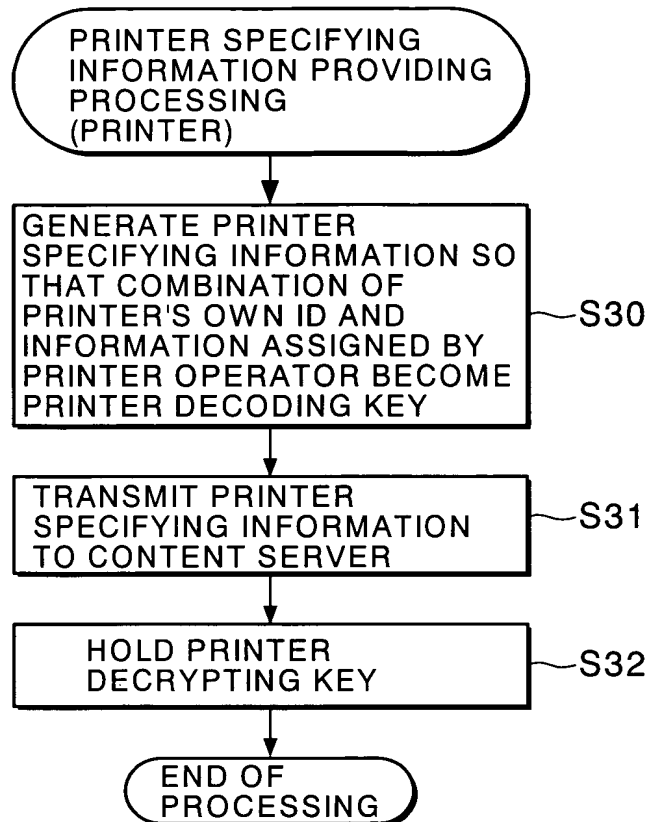 PRINTER SPECIFYING
INFORMATION PROVIDING
PROCESSING
(PRINTER)
GENERATE PRINTER
SPECIFYING INFORMATION SO
THAT COMBINATION OF
PRINTER'S OWN ID AND
INFORMATION ASSIGNED BY
PRINTER OPERATOR BECOME
PRINTER DECODING KEY
S30
TRANSMIT PRINTER
SPECIFYING INFORMATION
TO CONTENT SERVER
S31
HOLD PRINTER
DECRYPTING KEY
S32
END OF
PROCESSING